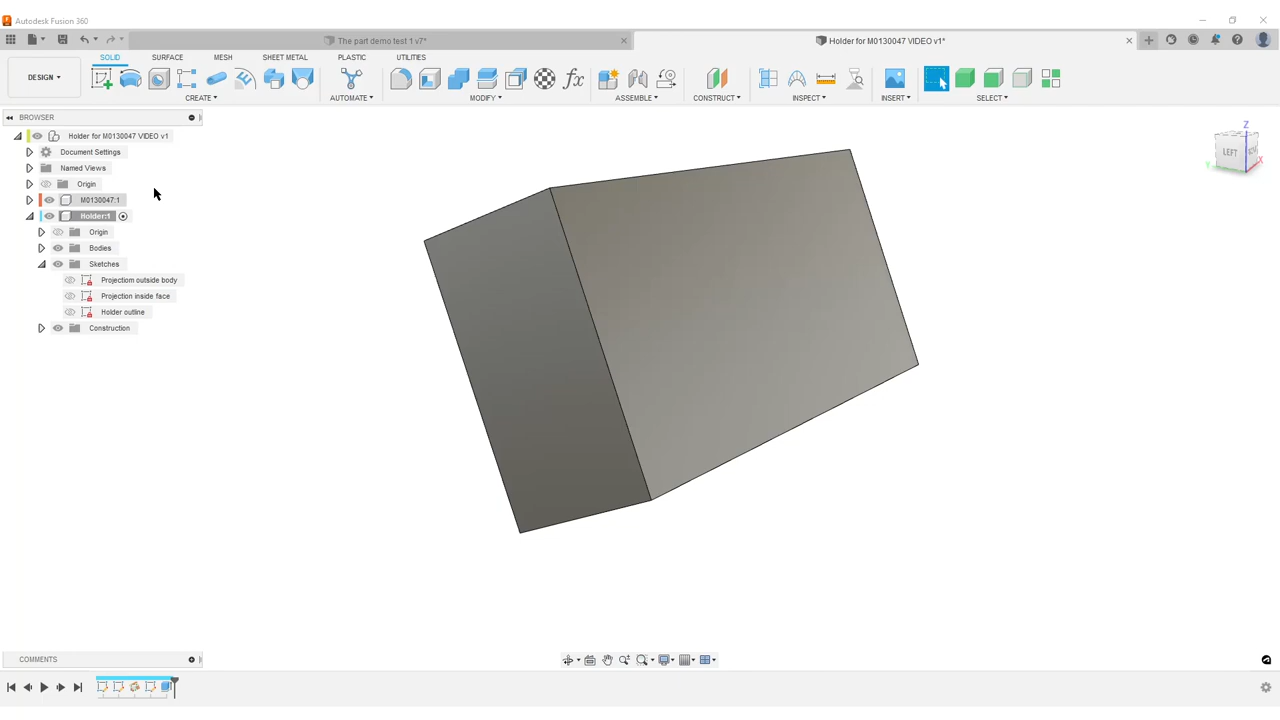 Autodesk Fusion 360
The part demo test 1 v7*
Holder for M0130047 VIDEO v1*
SOLID SURFACE MESH SHEET METAL PLASTIC UTILITIES
DESIGN
CREATE AUTOMATE MODIFY ASSEMBLE CONSTRUCT INSPECT INSERT SELECT
BROWSER
Holder for M0130047 VIDEO v1
Document Settings
Named Views
Origin
M0130047:1
Holder:1
Origin
Bodies
Sketches
Projectiom outside body
Projection inside face
Holder outline
Construction
Z
LEFT
X
COMMENTS